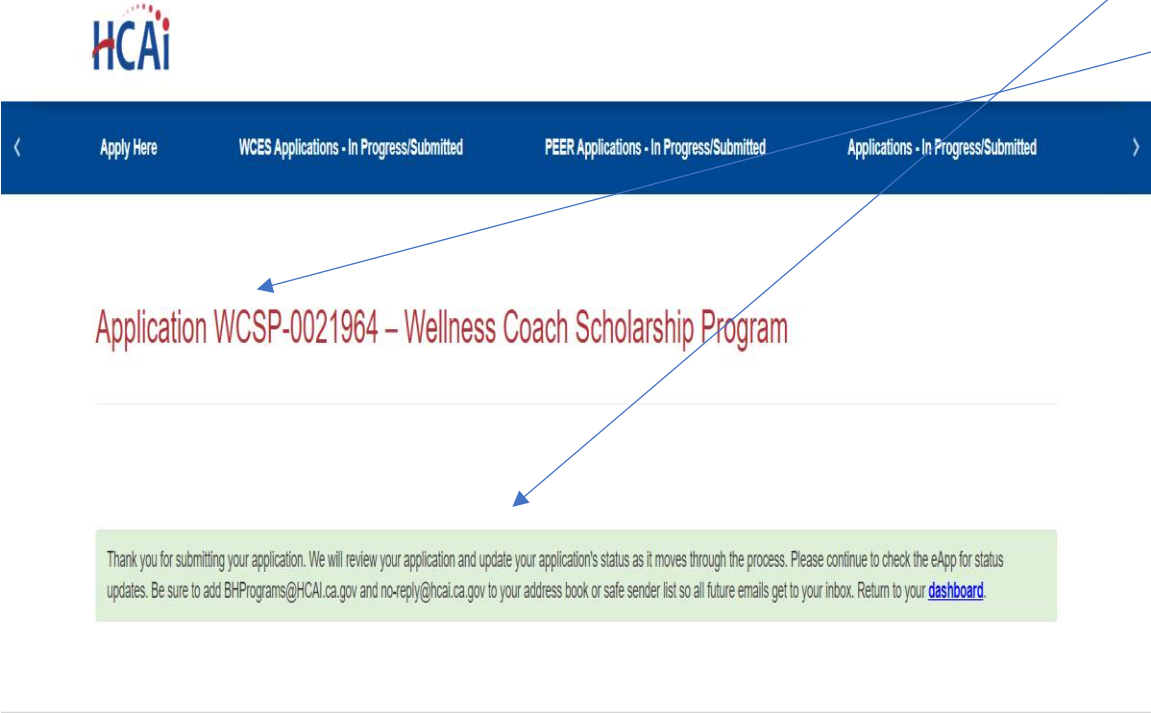 HCAi
Apply Here WCES Applications - In Progress/Submitted PEER Applications - In Progress/Submitted Applications - In Progress/Submitted
Application WCSP-0021964 – Wellness Coach Scholarship Program
Thank you for submitting your application. We will review your application and update your application's status as it moves through the process. Please continue to check the eApp for status
updates. Be sure to add BHPrograms@HCAI.ca.gov and no-reply@hcai.ca.gov to your address book or safe sender list so all future emails get to your inbox. Return to your dashboard.